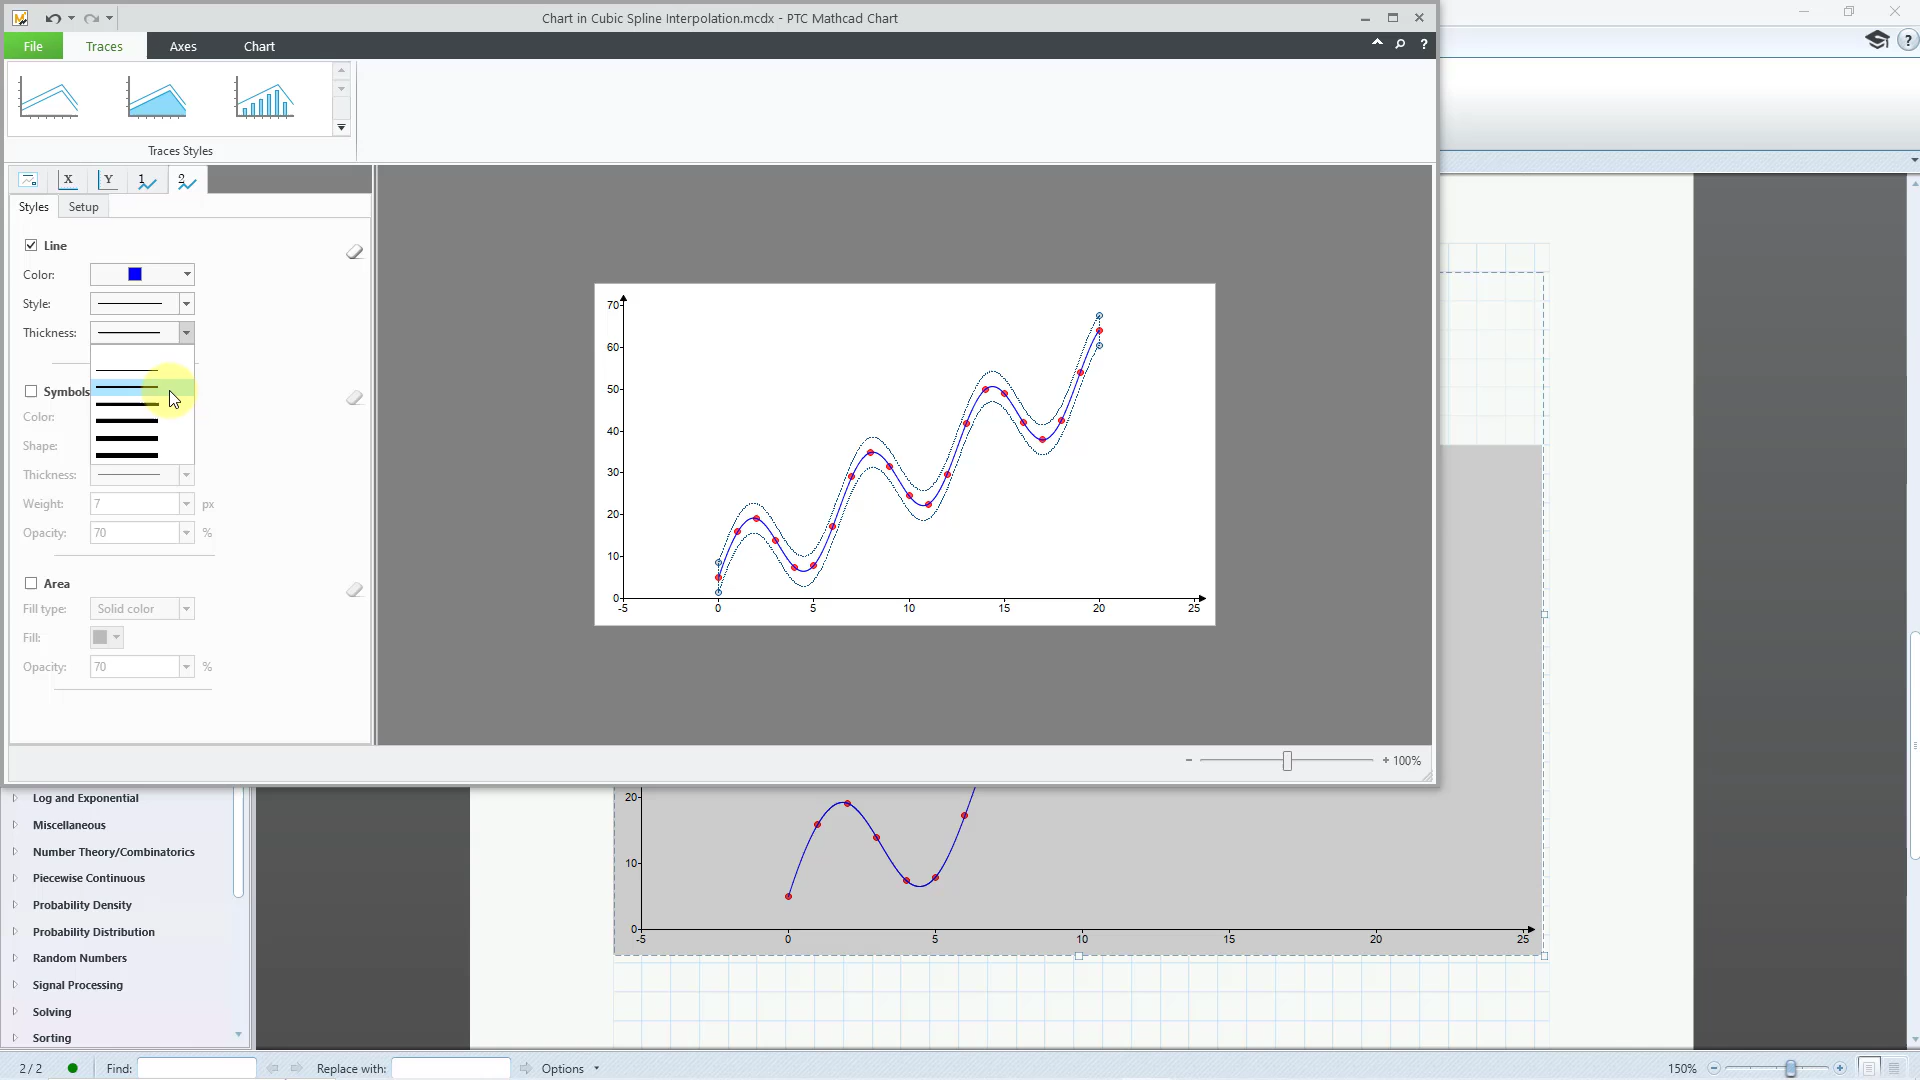 Chart in Cubic Spline Interpolation.mcdx - PTC Mathcad Chart
File Traces Axes Chart
?
?
Traces Styles
X Y 1 2
Styles Setup
Line
Color:
Style:
Thickness:
Symbols
Color:
Shape:
Thickness:
Weight: 7 px
Opacity: 70 %
Area
Fill type: Solid color
Fill:
Opacity: 70 %
70
60
50
40
30
20
10
0
-5 0 5 10 15 20 25
- + 100%
Log and Exponential
Miscellaneous
Number Theory/Combinatorics
Piecewise Continuous
Probability Density
Probability Distribution
Random Numbers
Signal Processing
Solving
Sorting
20
10
0
-5 0 5 10 15 20 25
2 / 2 Find: Replace with: Options 150%